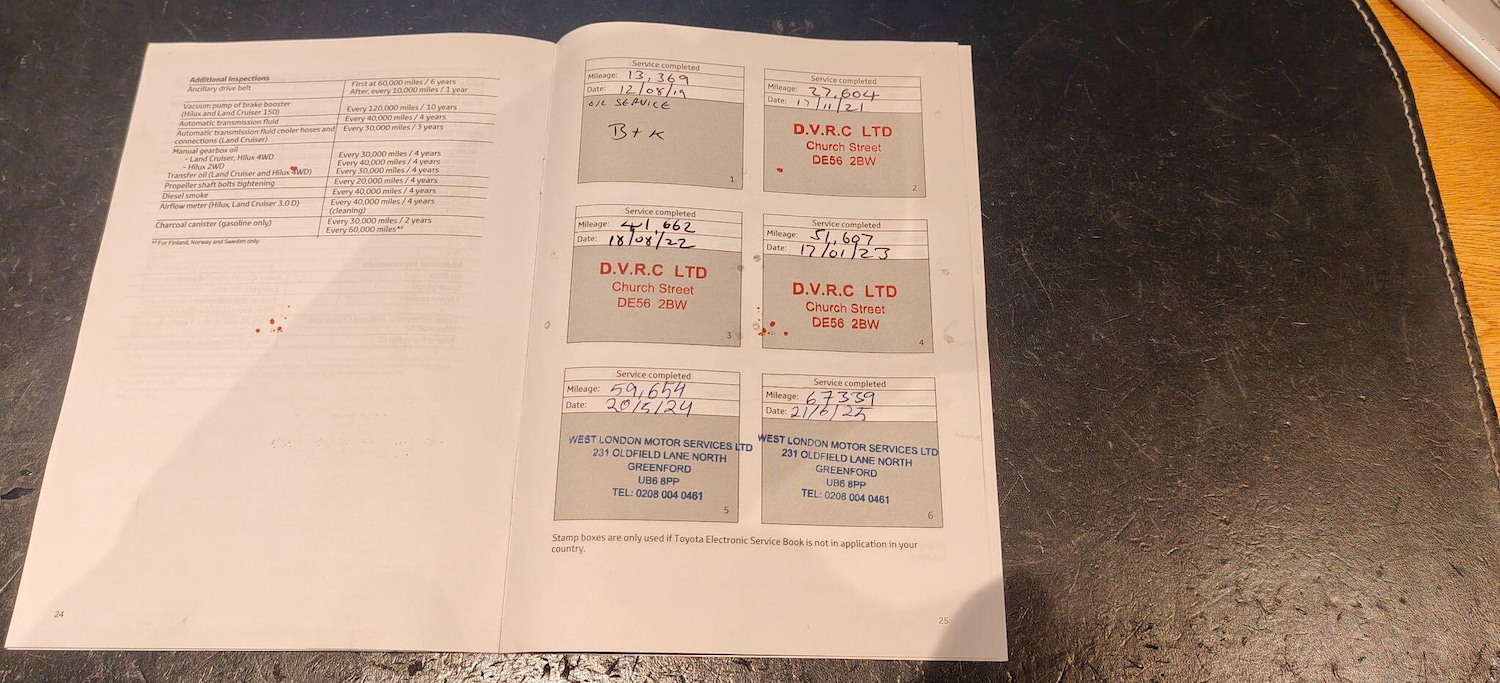 Additional Inspections
Ancillary drive belt
First at 60,000 miles / 6 years
After, every 10,000 miles / 1 year
Vacuum pump of brake booster
(Hilux and Land Cruiser 150)
Every 120,000 miles / 10 years
Automatic transmission fluid
Every 40,000 miles / 4 years
Automatic transmission fluid cooler hoses and
connections (Land Cruiser)
Every 30,000 miles / 3 years
Manual gearbox oil
- Land Cruiser, Hilux 4WD
Every 30,000 miles / 4 years
- Hilux 2WD
Every 40,000 miles / 4 years
Transfer oil (Land Cruiser and Hilux 4WD)
Every 30,000 miles / 4 years
Propeller shaft bolts tightening
Every 20,000 miles / 4 years
Diesel smoke
Every 40,000 miles / 4 years
Airflow meter (Hilux, Land Cruiser 3.0 D)
Every 40,000 miles / 4 years
(cleaning)
Charcoal canister (gasoline only)
Every 30,000 miles / 2 years
Every 60,000 miles*⁶
*⁶ For Finland, Norway and Sweden only
24
Service completed
Mileage: 13,369
Date: 12/08/19
OIL SERVICE
B+K
1
Service completed
Mileage: 27,604
Date: 17/11/21
D.V.R.C LTD
Church Street
DE56 2BW
2
Service completed
Mileage: 41,662
Date: 18/08/22
D.V.R.C LTD
Church Street
DE56 2BW
3
Service completed
Mileage: 51,607
Date: 17/01/23
D.V.R.C LTD
Church Street
DE56 2BW
4
Service completed
Mileage: 59,654
Date: 20/5/24
WEST LONDON MOTOR SERVICES LTD
231 OLDFIELD LANE NORTH
GREENFORD
UB6 8PP
TEL: 0208 004 0461
5
Service completed
Mileage: 67339
Date: 21/6/25
WEST LONDON MOTOR SERVICES LTD
231 OLDFIELD LANE NORTH
GREENFORD
UB6 8PP
TEL: 0208 004 0461
6
Stamp boxes are only used if Toyota Electronic Service Book is not in application in your
country.
25